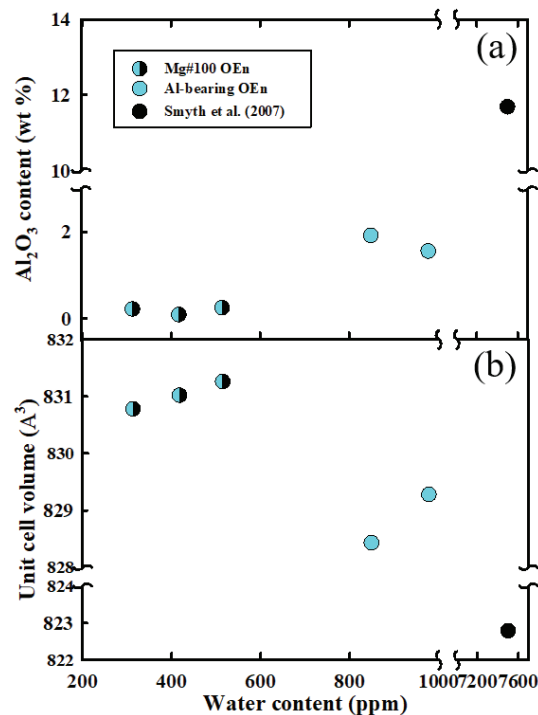 14
(a)
Mg#100 OEn
Al-bearing OEn
Smyth et al. (2007)
12
10
Al2O3 content (wt %)
2
0
832
(b)
831
830
829
828
Unit cell volume (A3)
824
823
822
200 400 600 800 1000 7200 7600
Water content (ppm)